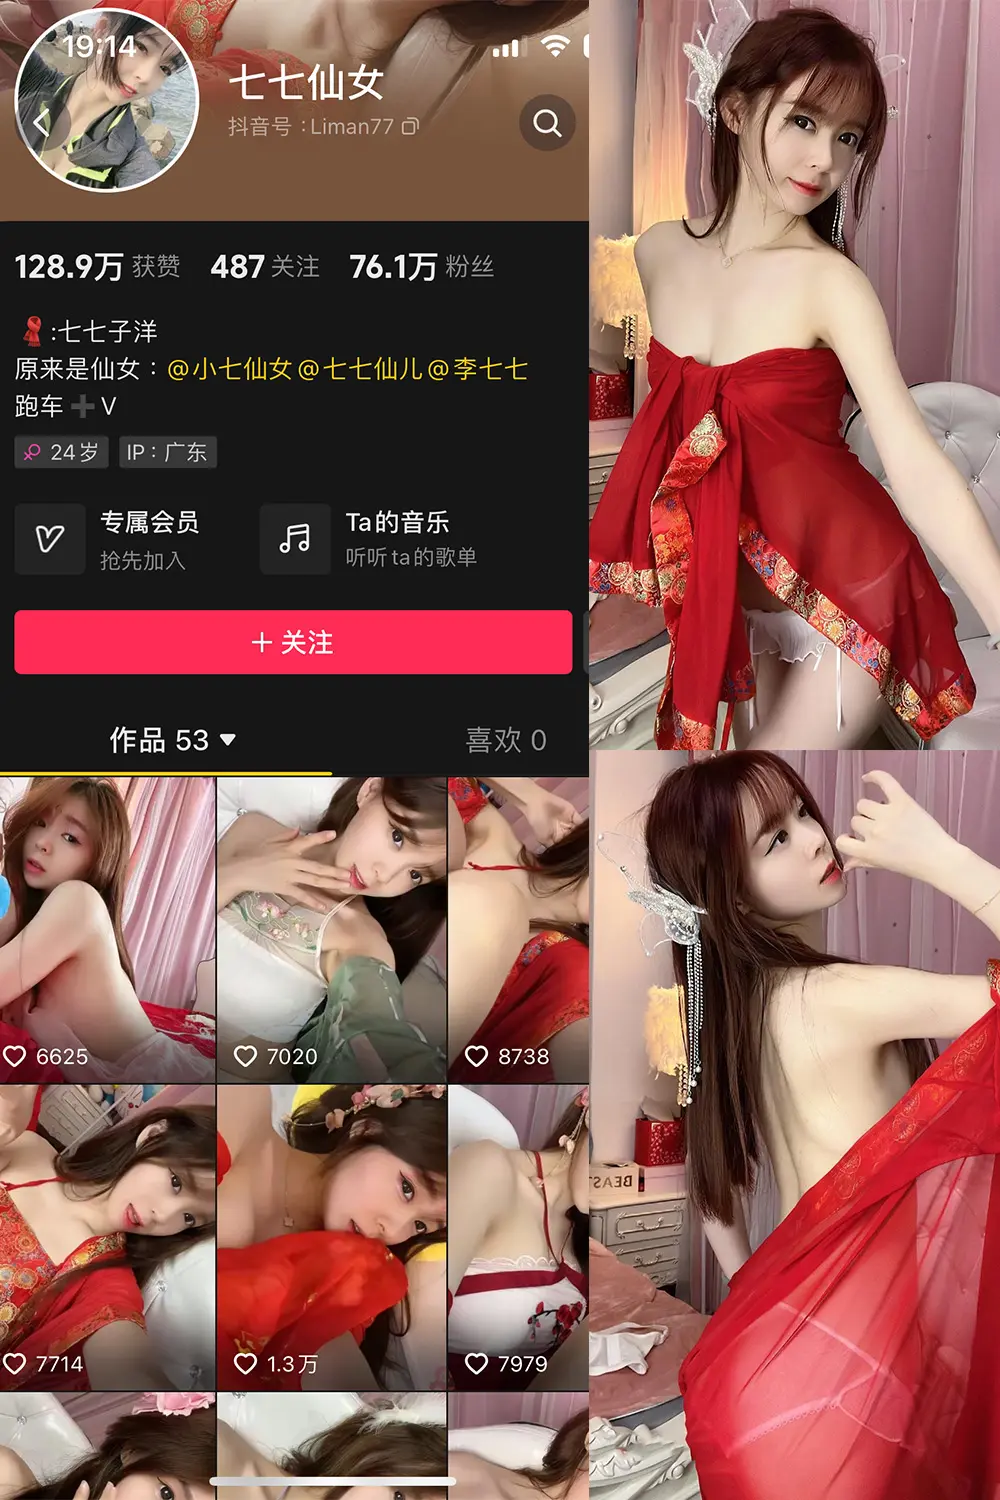 19:14
七七仙女
抖音号：Liman77
128.9万 获赞 487 关注 76.1万 粉丝
🧣:七七子洋
原来是仙女：@小七仙女@七七仙儿@李七七
跑车➕V
♀ 24岁 IP：广东
专属会员
抢先加入
Ta的音乐
听听ta的歌单
+ 关注
作品 53 ▼ 喜欢 0
6625 7020 8738
7714 1.3万 7979
BEAST